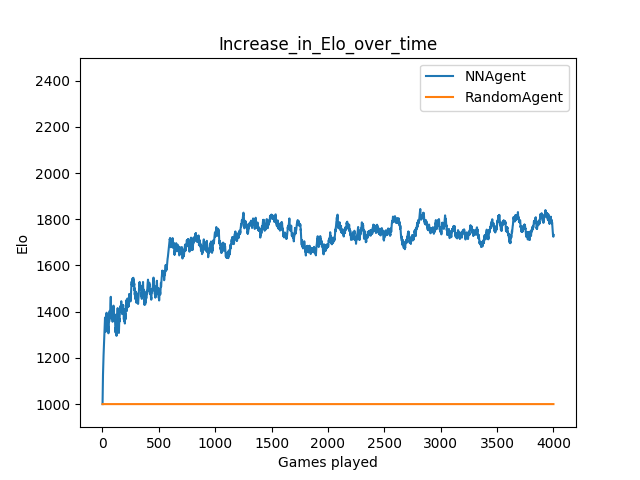 Increase_in_Elo_over_time
NNAgent
RandomAgent
2400
2200
2000
1800
1600
1400
1200
1000
Elo
0 500 1000 1500 2000 2500 3000 3500 4000
Games played